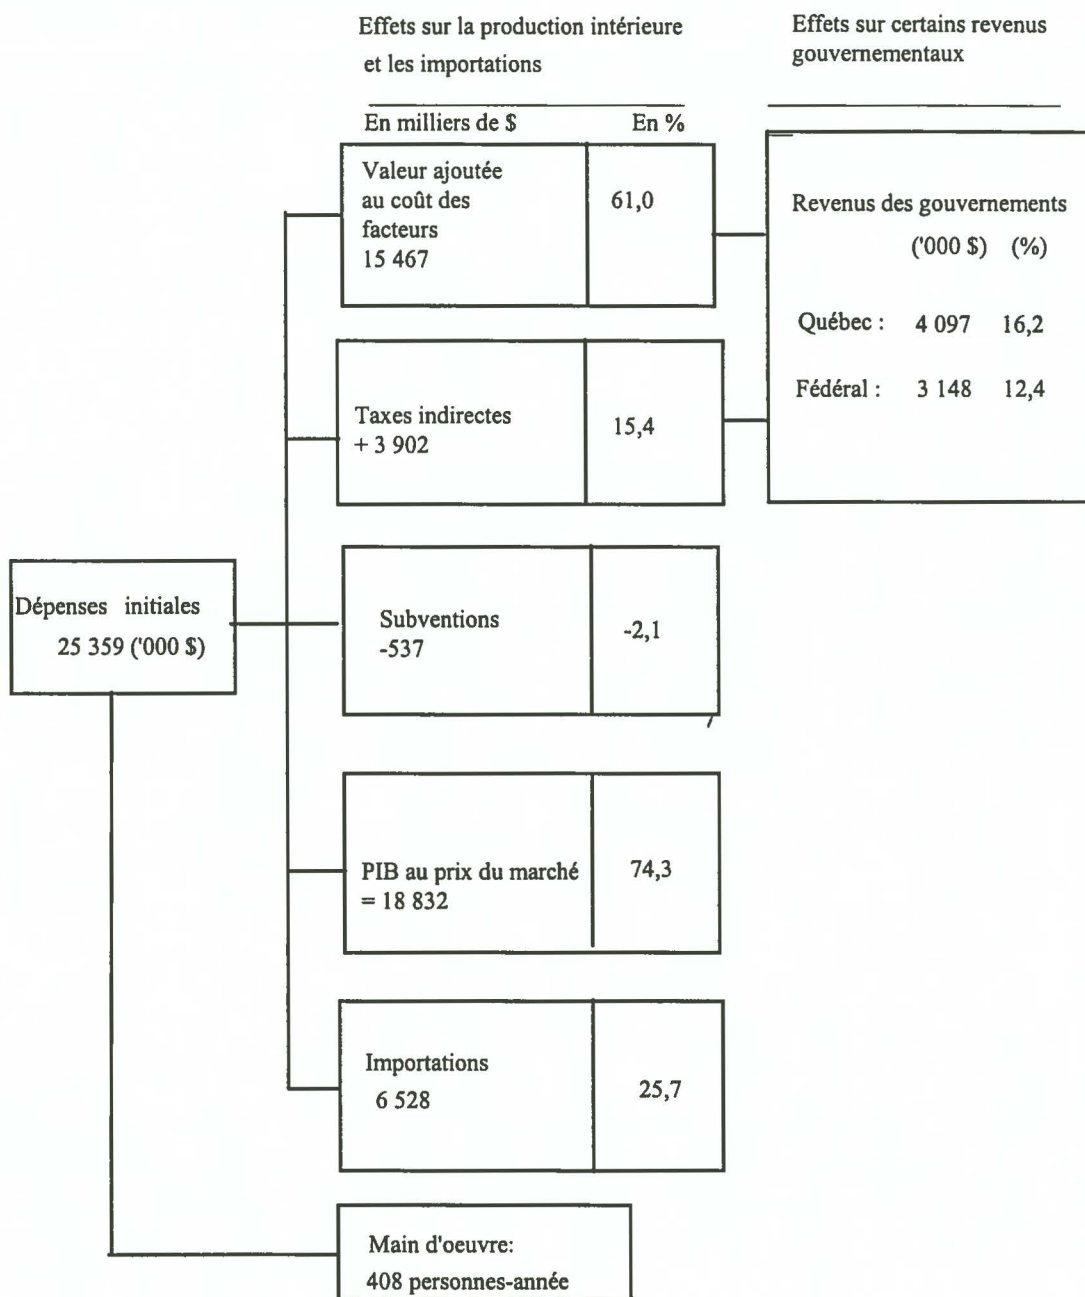 Effets sur la production intérieure
et les importations
Effets sur certains revenus
gouvernementaux
En milliers de $ En %
Valeur ajoutée
au coût des
facteurs
15 467
61,0
Revenus des gouvernements
('000 $) (%)
Québec : 4 097 16,2
Fédéral : 3 148 12,4
Taxes indirectes
+ 3 902
15,4
Dépenses initiales
25 359 ('000 $)
Subventions
-537
-2,1
PIB au prix du marché
= 18 832
74,3
Importations
6 528
25,7
Main d'oeuvre:
408 personnes-année